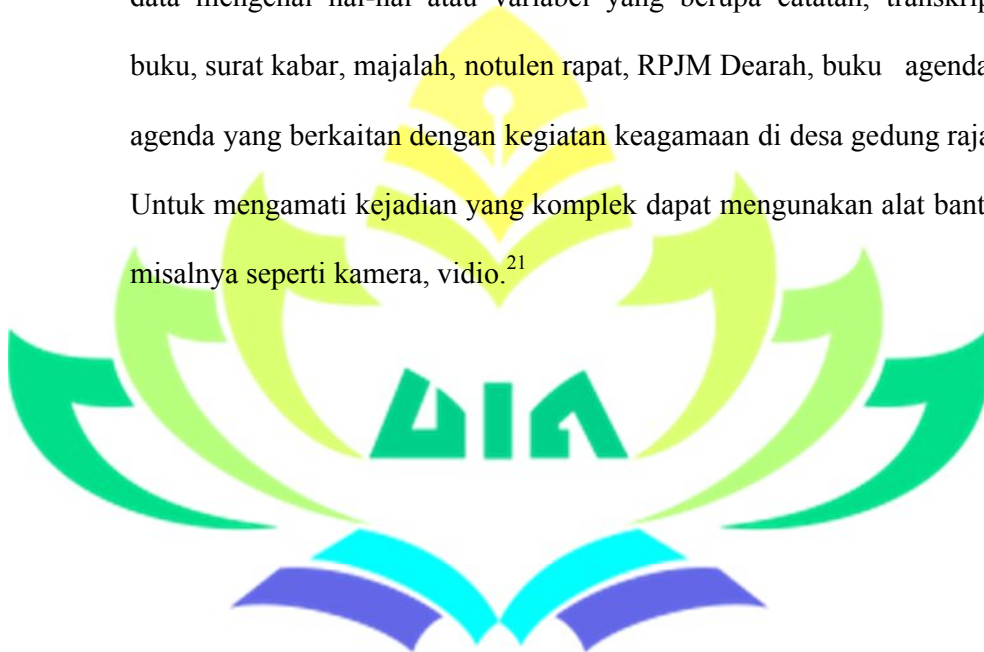 data mengenai hal-hal atau variabel yang berupa catatan, transkrip
buku, surat kabar, majalah, notulen rapat, RPJM Dearah, buku agenda
agenda yang berkaitan dengan kegiatan keagamaan di desa gedung raja
Untuk mengamati kejadian yang komplek dapat mengunakan alat bant
misalnya seperti kamera, vidio.21
UIN